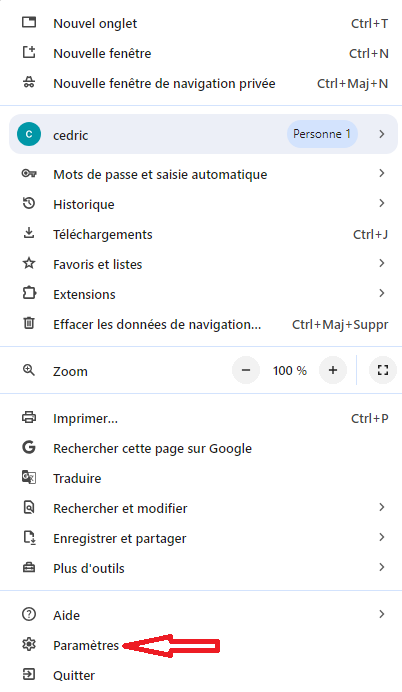 Nouvel onglet Ctrl+T
Nouvelle fenêtre Ctrl+N
Nouvelle fenêtre de navigation privée Ctrl+Maj+N
C cedric Personne 1
Mots de passe et saisie automatique
Historique
Téléchargements Ctrl+J
Favoris et listes
Extensions
Effacer les données de navigation... Ctrl+Maj+Suppr
Zoom − 100 % +
Imprimer... Ctrl+P
G Rechercher cette page sur Google
Traduire
Rechercher et modifier
Enregistrer et partager
Plus d'outils
Aide
Paramètres
Quitter